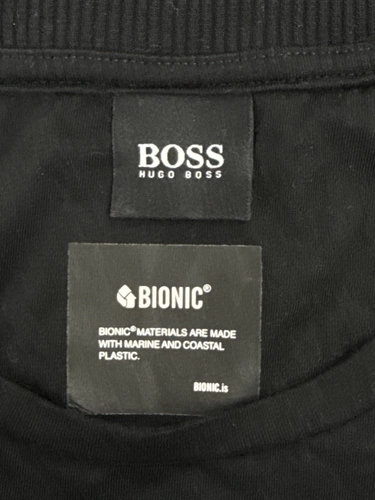 BOSS
HUGO BOSS
BIONIC®
BIONIC® MATERIALS ARE MADE
WITH MARINE AND COASTAL
PLASTIC.
BIONIC.is